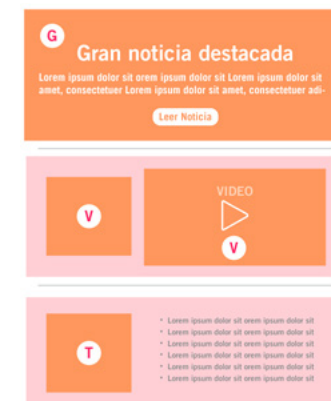 G
Gran noticia destacada
Lorem ipsum dolor sit orem ipsum dolor sit Lorem ipsum dolor sit
amet, consectetuer Lorem ipsum dolor sit amet, consectetuer adi-
Leer Noticia
V
VIDEO
V
T
• Lorem ipsum dolor sit orem ipsum dolor sit
• Lorem ipsum dolor sit orem ipsum dolor sit
• Lorem ipsum dolor sit orem ipsum dolor sit
• Lorem ipsum dolor sit orem ipsum dolor sit
• Lorem ipsum dolor sit orem ipsum dolor sit
• Lorem ipsum dolor sit orem ipsum dolor sit